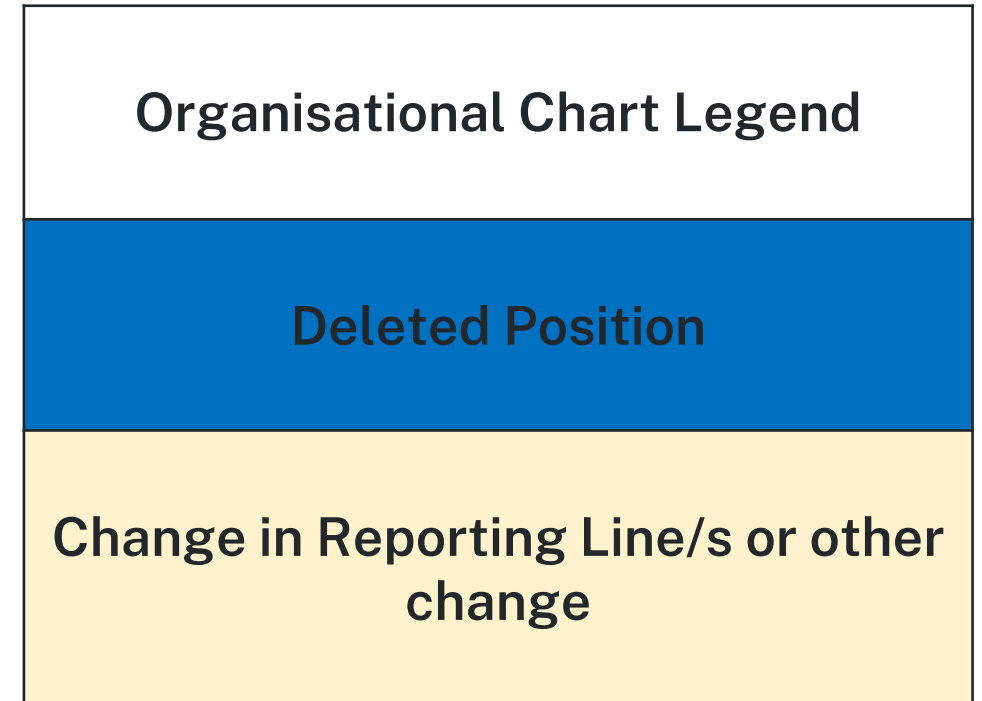 Organisational Chart Legend
Deleted Position
Change in Reporting Line/s or other
change